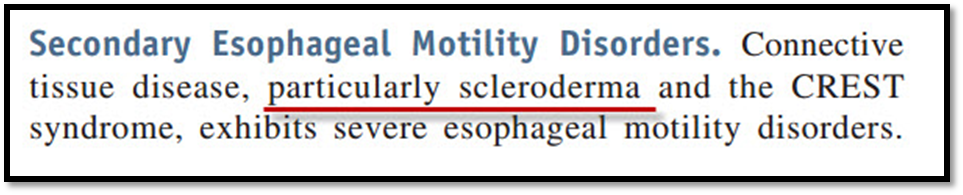 Secondary Esophageal Motility Disorders. Connective
tissue disease, particularly scleroderma and the CREST
syndrome, exhibits severe esophageal motility disorders.